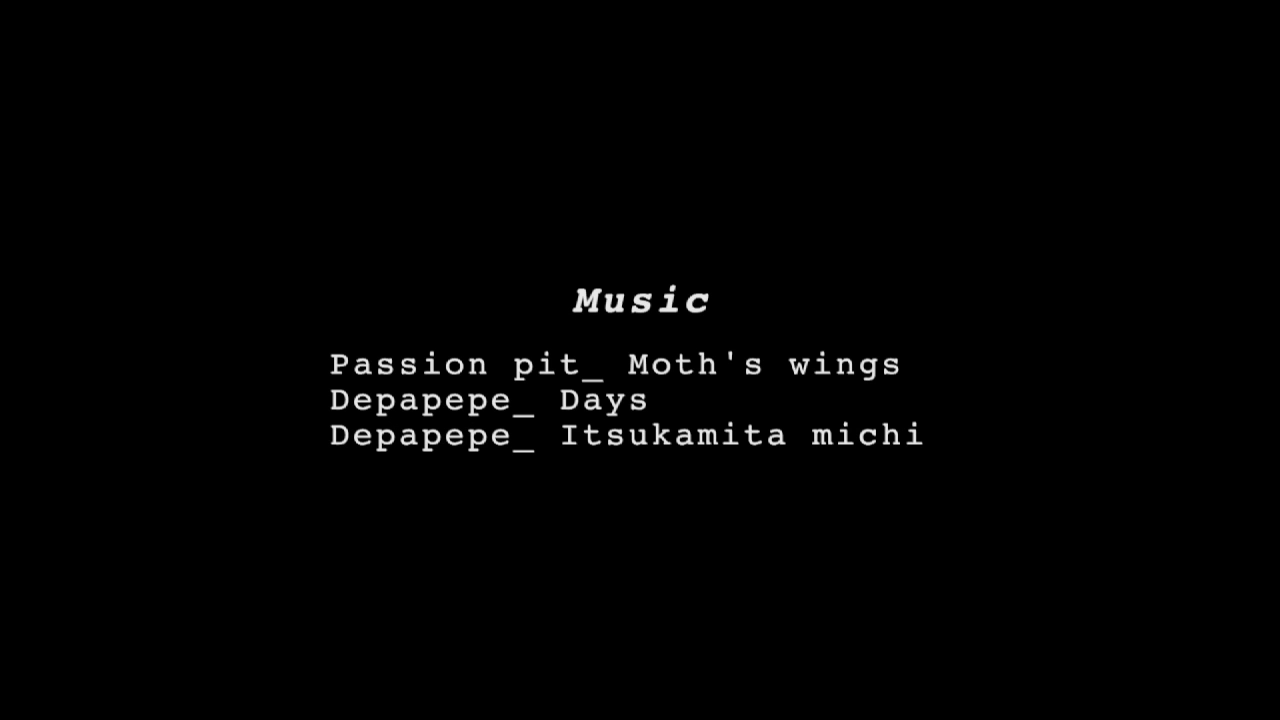 Music
Passion pit_ Moth's wings
Depapepe_ Days
Depapepe_ Itsukamita michi